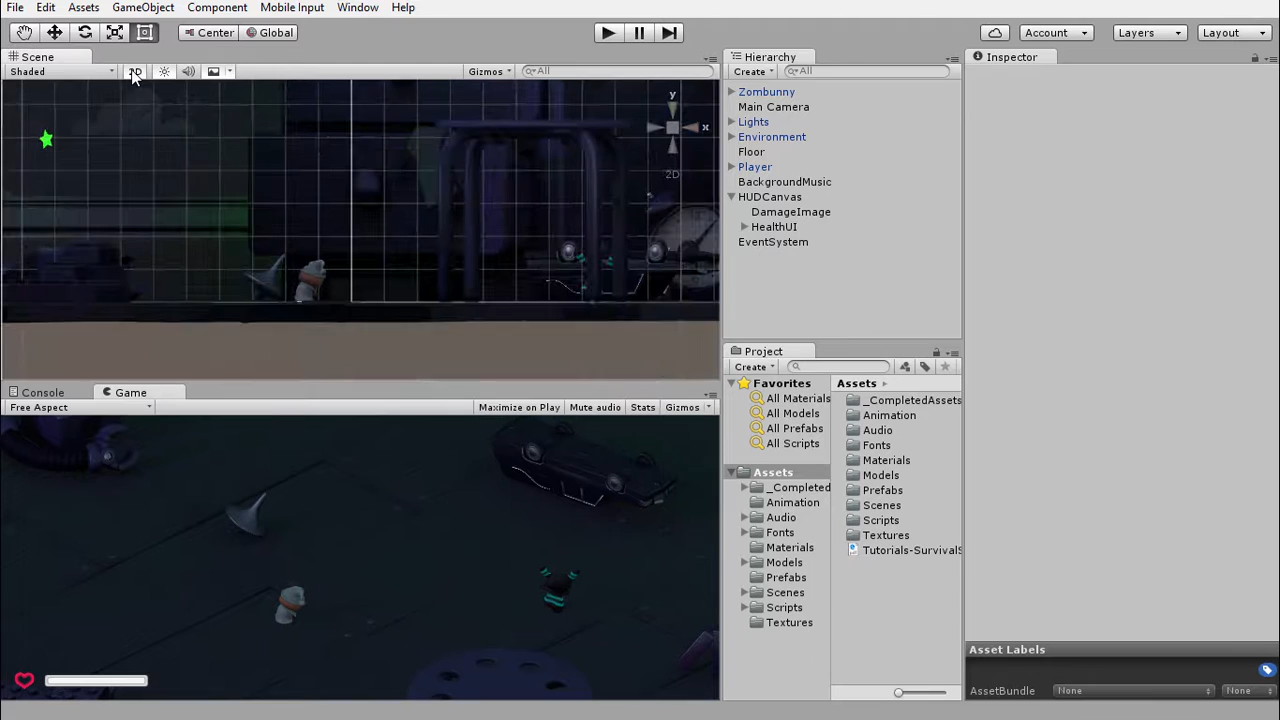 File Edit Assets GameObject Component Mobile Input Window Help
Center Global Account Layers Layout
Scene
Shaded 2D Gizmos All
y
x
2D
Console Game
Free Aspect Maximize on Play Mute audio Stats Gizmos
Hierarchy
Create All
Zombunny
Main Camera
Lights
Environment
Floor
Player
BackgroundMusic
HUDCanvas
DamageImage
HealthUI
EventSystem
Project
Create
Favorites
All Materials
All Models
All Prefabs
All Scripts
Assets
_Completed
Animation
Audio
Fonts
Materials
Models
Prefabs
Scenes
Scripts
Textures
Assets
_CompletedAssets
Animation
Audio
Fonts
Materials
Models
Prefabs
Scenes
Scripts
Textures
Tutorials-SurvivalS
Inspector
Asset Labels
AssetBundle None None